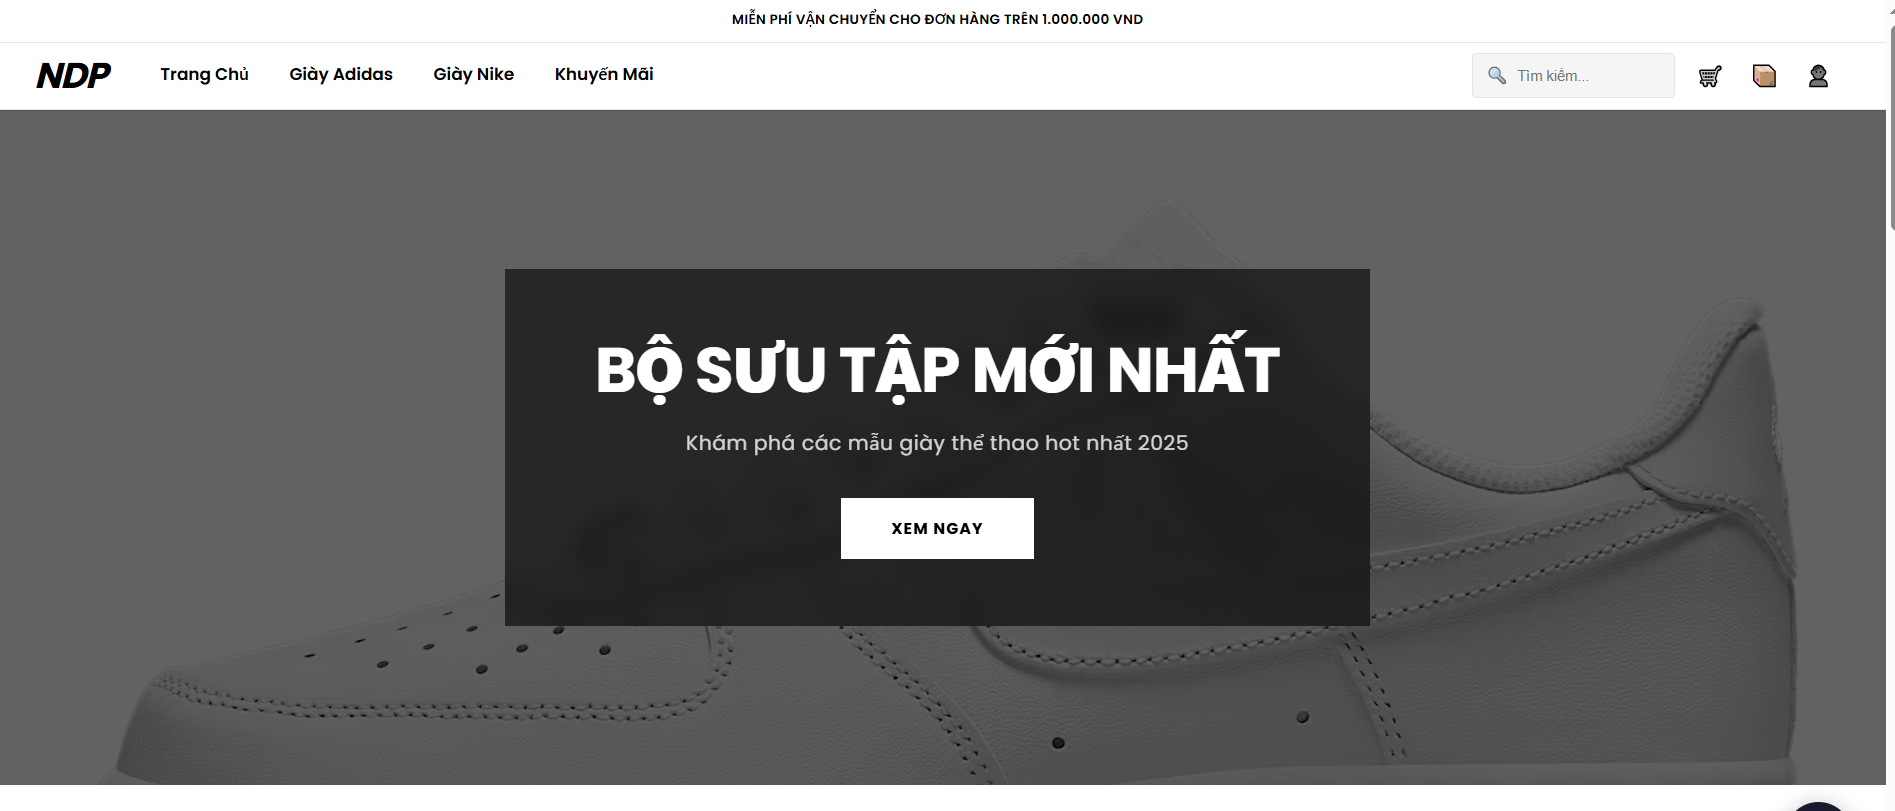 MIỄN PHÍ VẬN CHUYỂN CHO ĐƠN HÀNG TRÊN 1.000.000 VND
NDP Trang Chủ Giày Adidas Giày Nike Khuyến Mãi Tìm kiếm...
BỘ SƯU TẬP MỚI NHẤT
Khám phá các mẫu giày thể thao hot nhất 2025
XEM NGAY